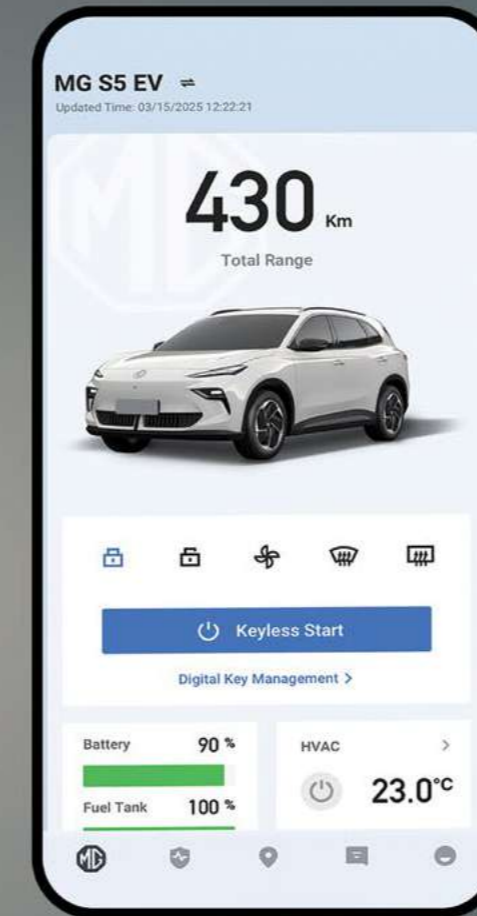 MG S5 EV
Updated Time: 03/15/2025 12:22:21
430 Km
Total Range
Keyless Start
Digital Key Management >
Battery 90 %
Fuel Tank 100 %
HVAC >
23.0°C
MG